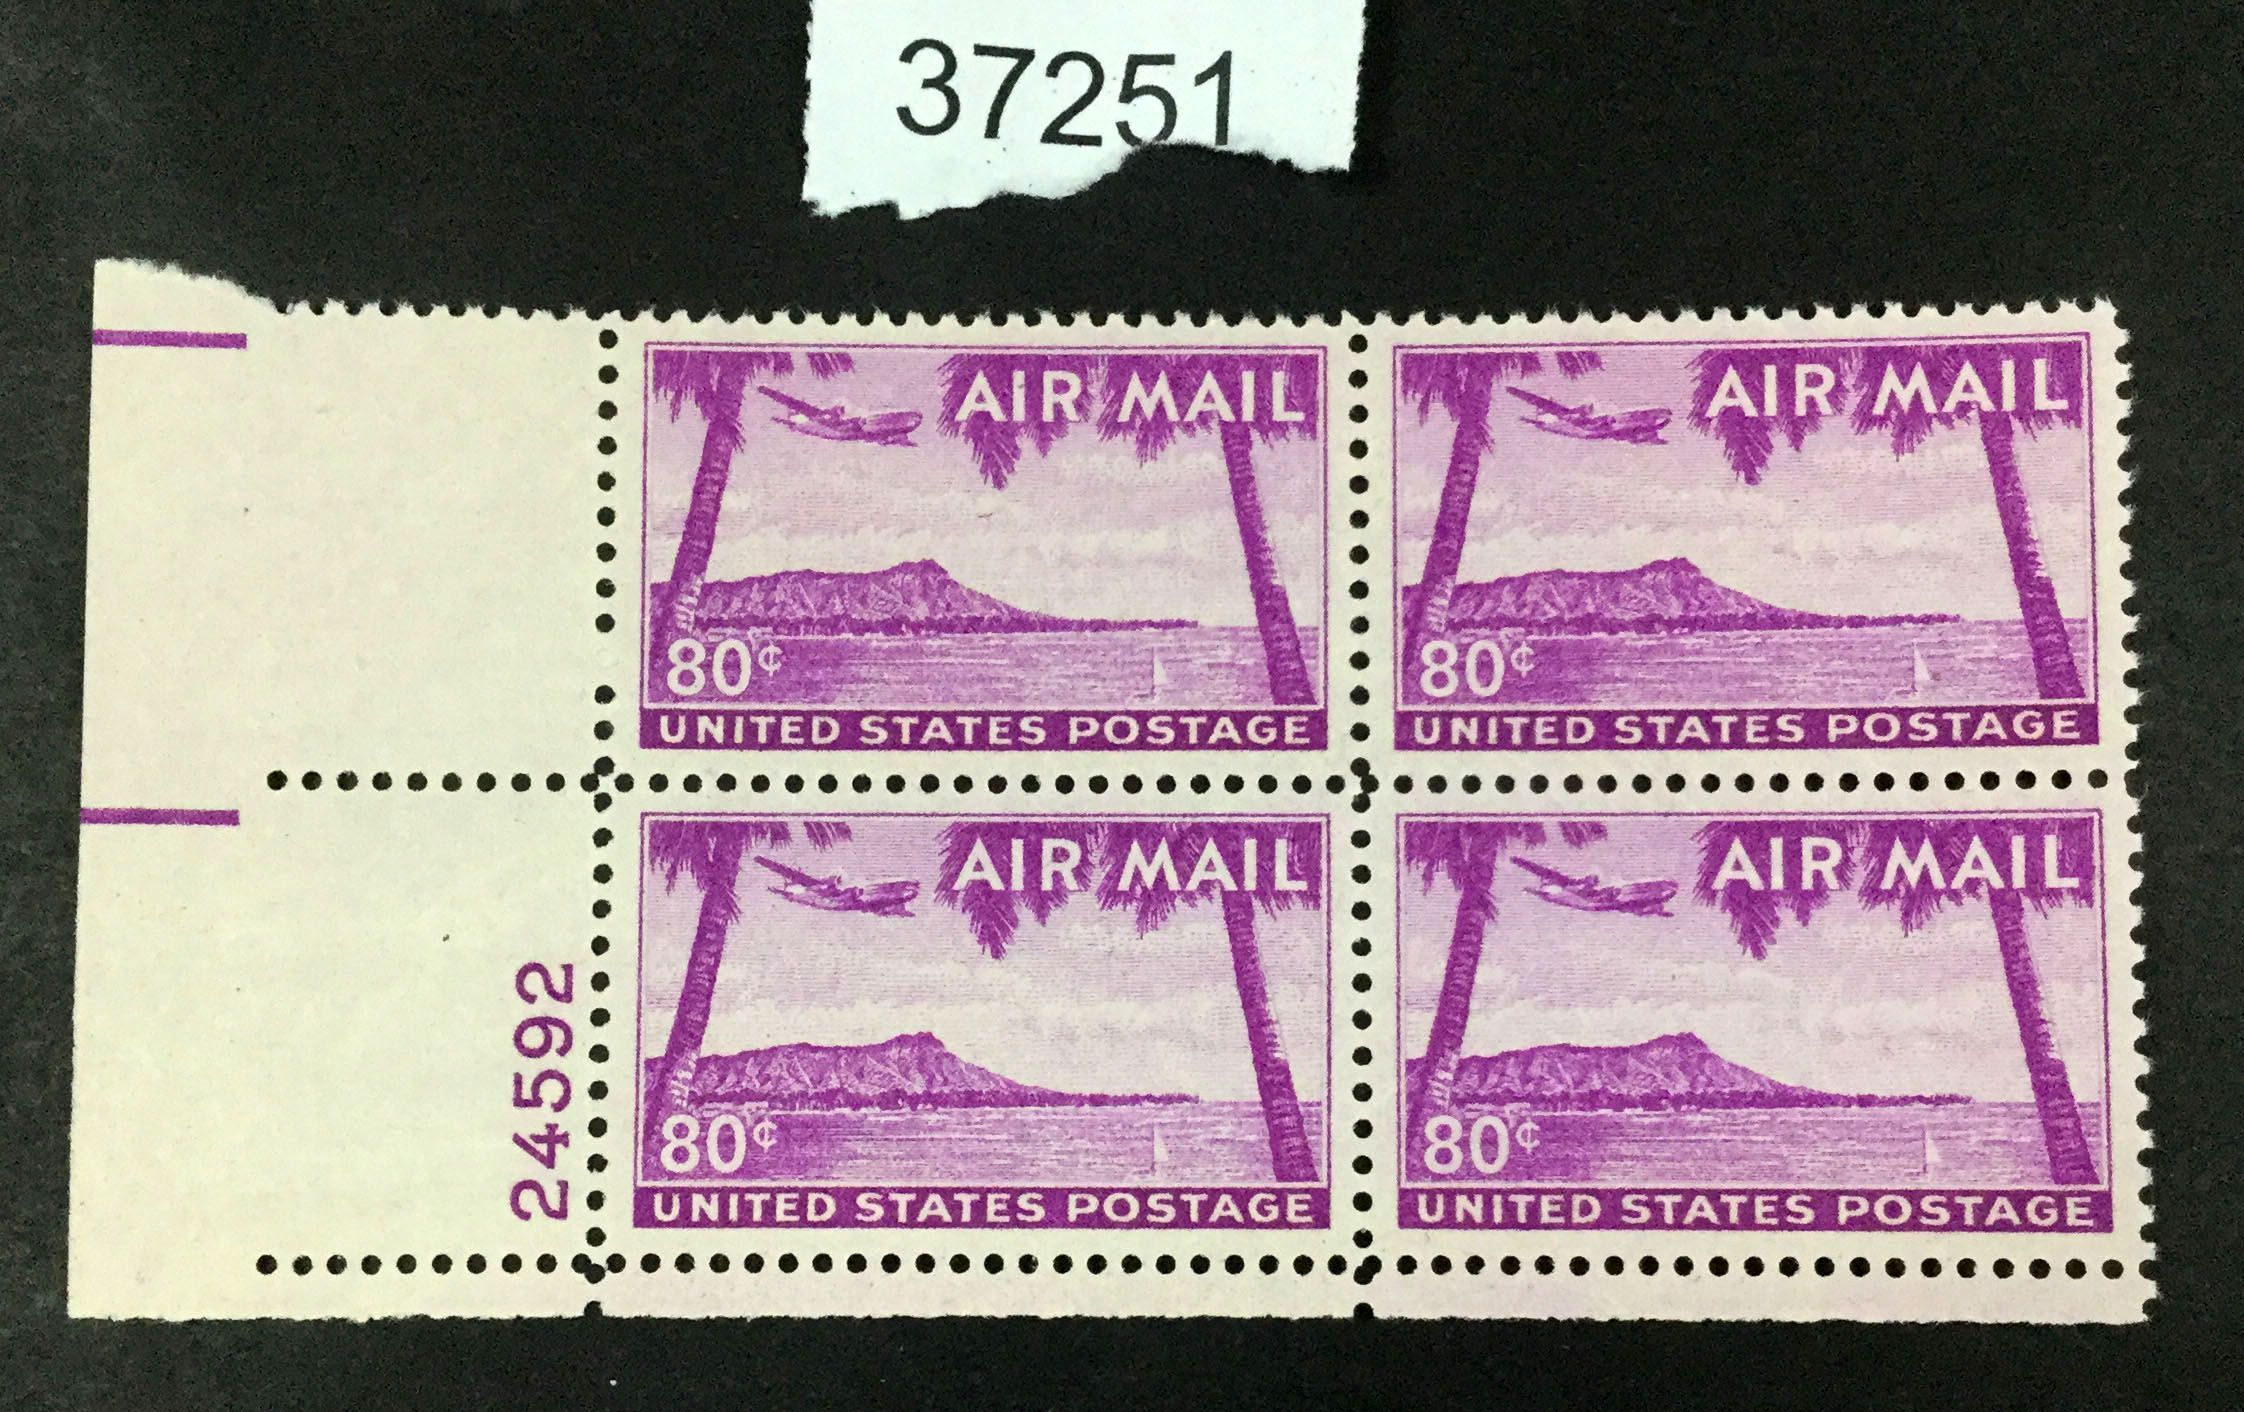 37251
AIR MAIL
80¢
UNITED STATES POSTAGE
AIR MAIL
80¢
UNITED STATES POSTAGE
24592
AIR MAIL
80¢
UNITED STATES POSTAGE
AIR MAIL
80¢
UNITED STATES POSTAGE